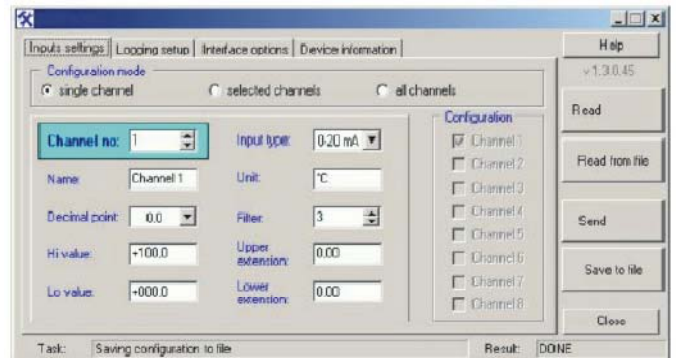 Inputs settings Logging setup Interface options Device information
Help
v 1.3.0.45
Configuration mode
single channel selected channels all channels
Read
Read from file
Send
Save to file
Close
Channel no: 1 Input type: 0-20 mA
Name: Channel 1 Unit: °C
Decimal point: 0.0 Filter: 3
Hi value: +100.0 Upper extension: 0.00
Lo value: +000.0 Lower extension: 0.00
Configuration
Channel 1
Channel 2
Channel 3
Channel 4
Channel 5
Channel 6
Channel 7
Channel 8
Task: Saving configuration to file Result: DONE